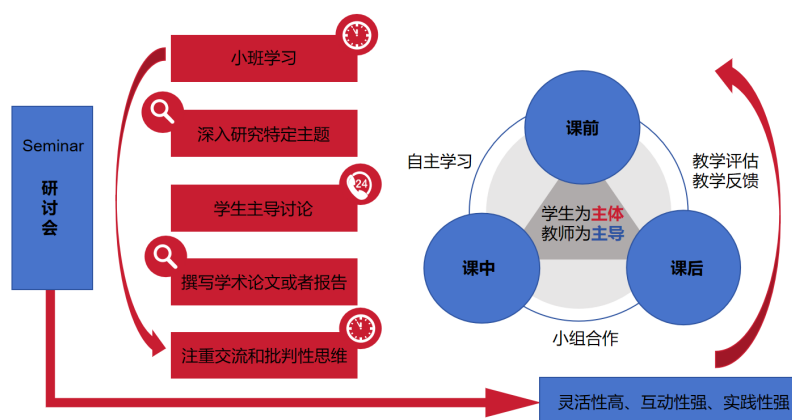 Seminar
研
讨
会
小班学习
深入研究特定主题
24
学生主导讨论
撰写学术论文或者报告
注重交流和批判性思维
课前
自主学习
教学评估
教学反馈
学生为主体
教师为主导
课中
课后
小组合作
灵活性高、互动性强、实践性强